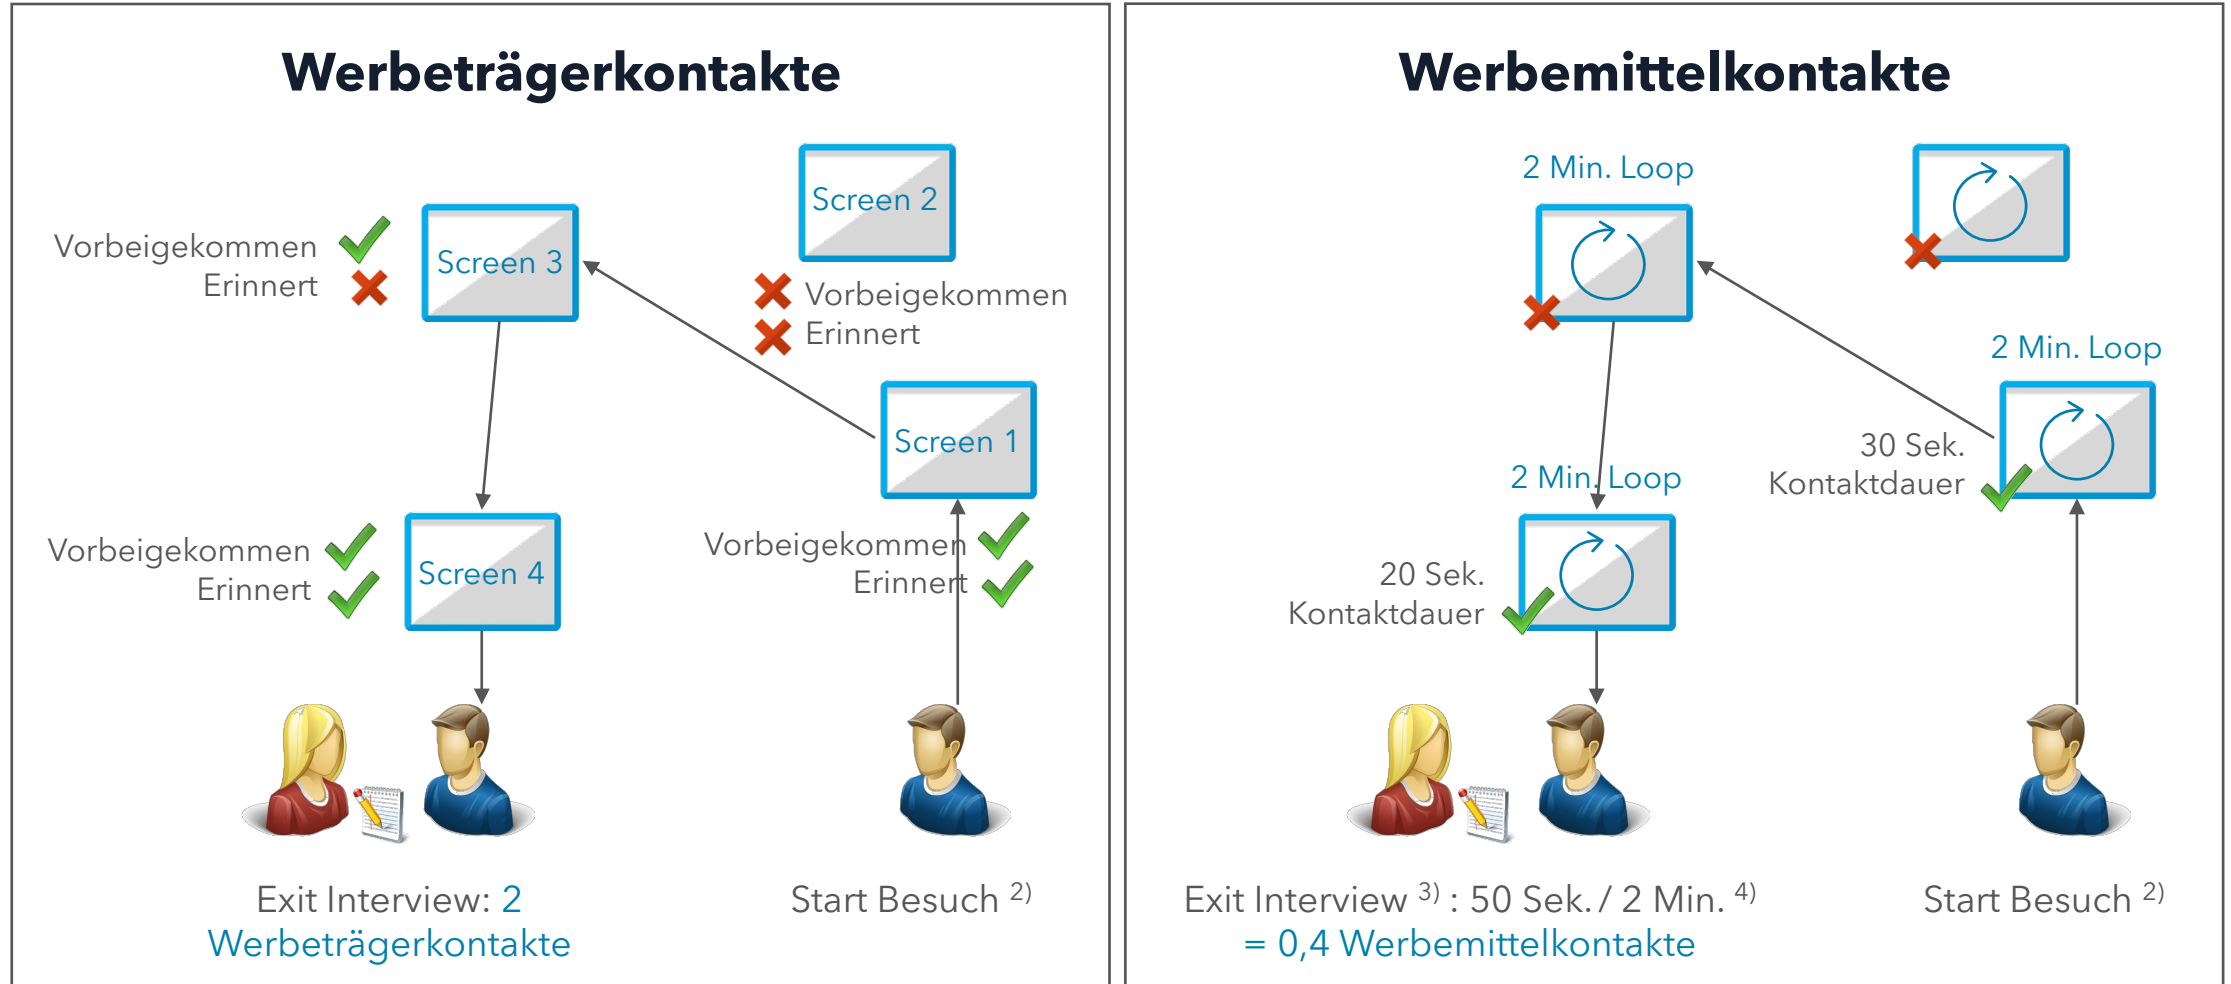 Werbeträgerkontakte
Screen 2
Vorbeigekommen
Erinnert
Screen 3
Vorbeigekommen
Erinnert
Screen 1
Vorbeigekommen
Erinnert
Vorbeigekommen
Erinnert
Screen 4
Exit Interview: 2
Werbeträgerkontakte
Start Besuch 2)
Werbemittelkontakte
2 Min. Loop
2 Min. Loop
30 Sek.
Kontaktdauer
2 Min. Loop
20 Sek.
Kontaktdauer
Exit Interview 3) : 50 Sek. / 2 Min. 4)
= 0,4 Werbemittelkontakte
Start Besuch 2)